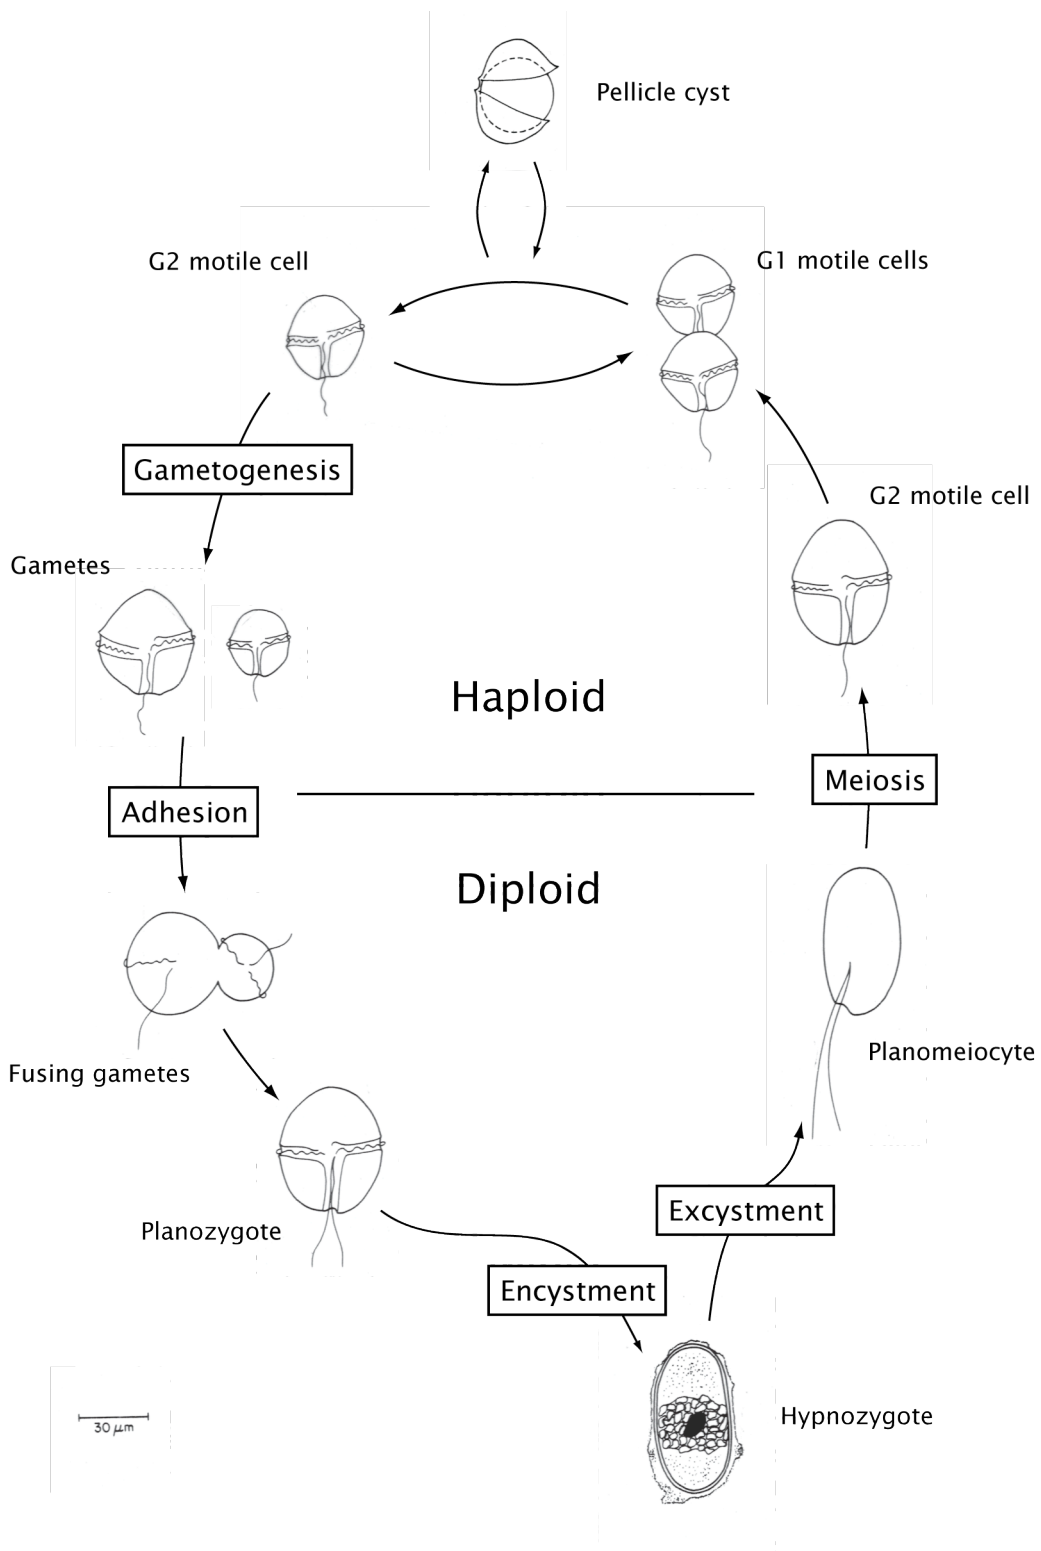 Pellicle cyst
G2 motile cell
G1 motile cells
Gametogenesis
G2 motile cell
Gametes
Haploid
Meiosis
Adhesion
Diploid
Planomeiocyte
Fusing gametes
Excystment
Planozygote
Encystment
Hypnozygote
30 μm